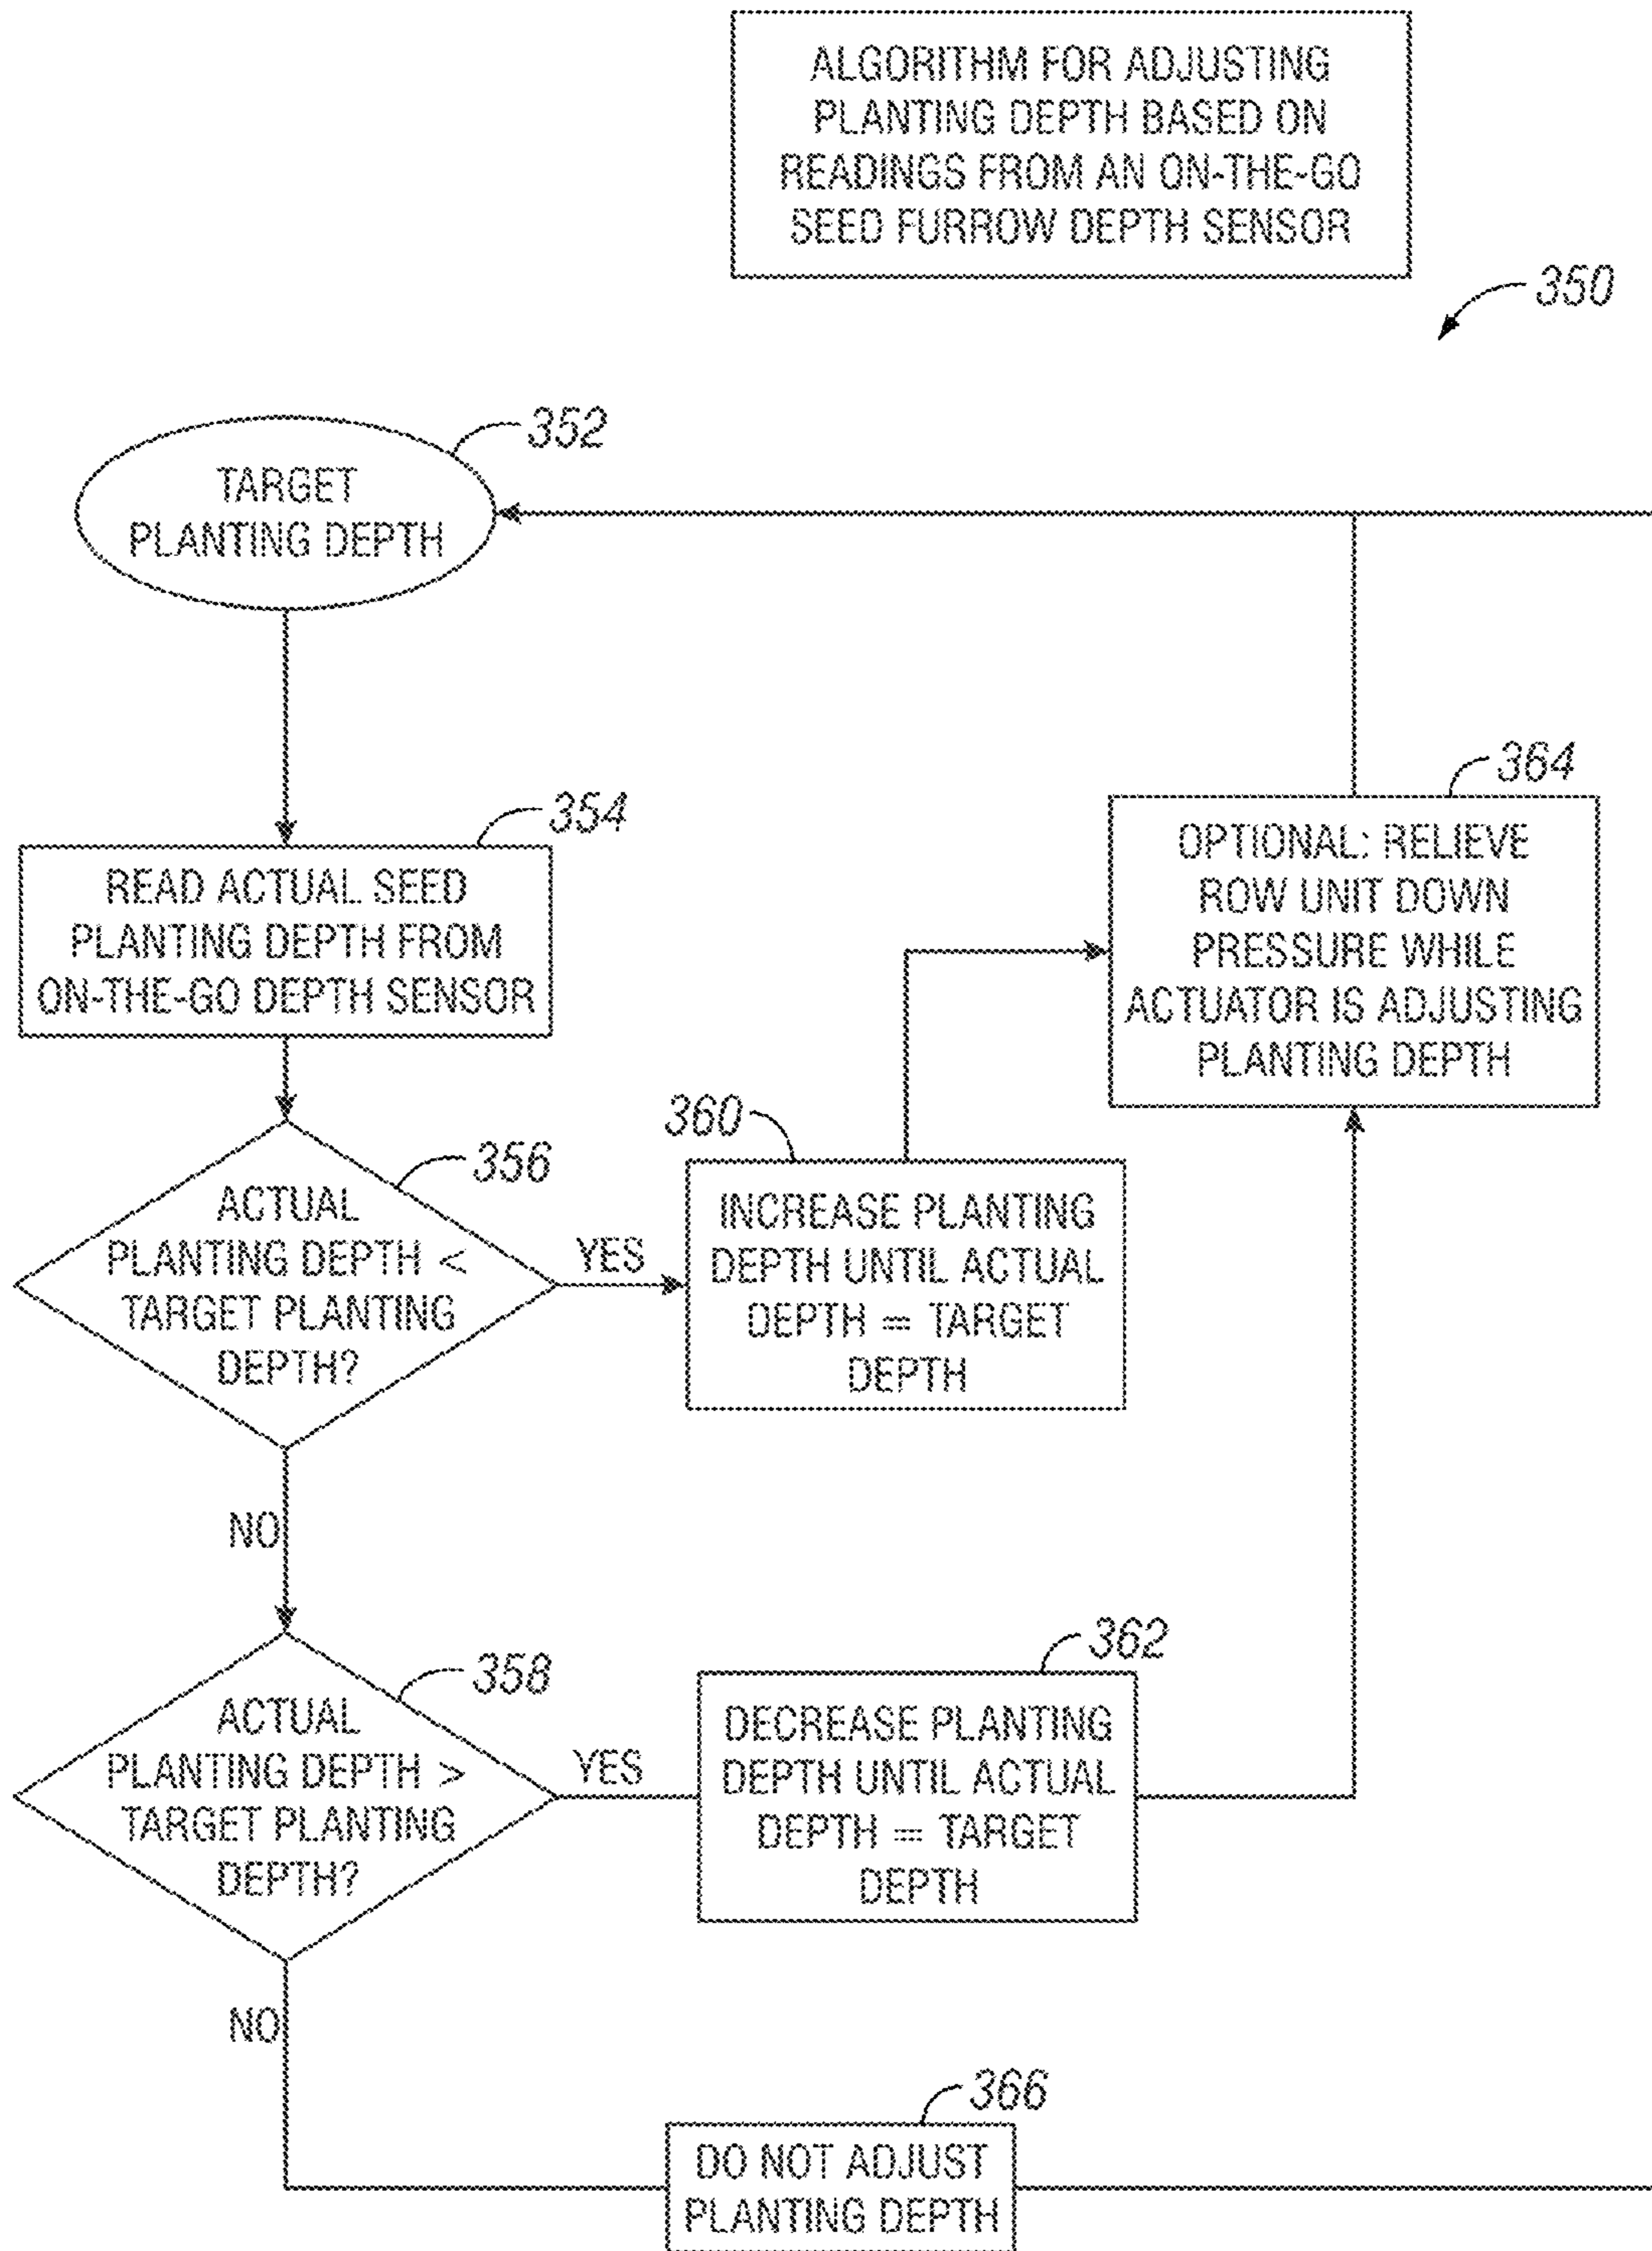 ALGORITHM FOR ADJUSTING
PLANTING DEPTH BASED ON
READINGS FROM AN ON-THE-GO
SEED FURROW DEPTH SENSOR
350
352
TARGET
PLANTING DEPTH
354
READ ACTUAL SEED
PLANTING DEPTH FROM
ON-THE-GO DEPTH SENSOR
364
OPTIONAL: RELIEVE
ROW UNIT DOWN
PRESSURE WHILE
ACTUATOR IS ADJUSTING
PLANTING DEPTH
356
ACTUAL
PLANTING DEPTH <
TARGET PLANTING
DEPTH?
YES
360
INCREASE PLANTING
DEPTH UNTIL ACTUAL
DEPTH = TARGET
DEPTH
NO
358
ACTUAL
PLANTING DEPTH >
TARGET PLANTING
DEPTH?
YES
362
DECREASE PLANTING
DEPTH UNTIL ACTUAL
DEPTH = TARGET
DEPTH
NO
366
DO NOT ADJUST
PLANTING DEPTH